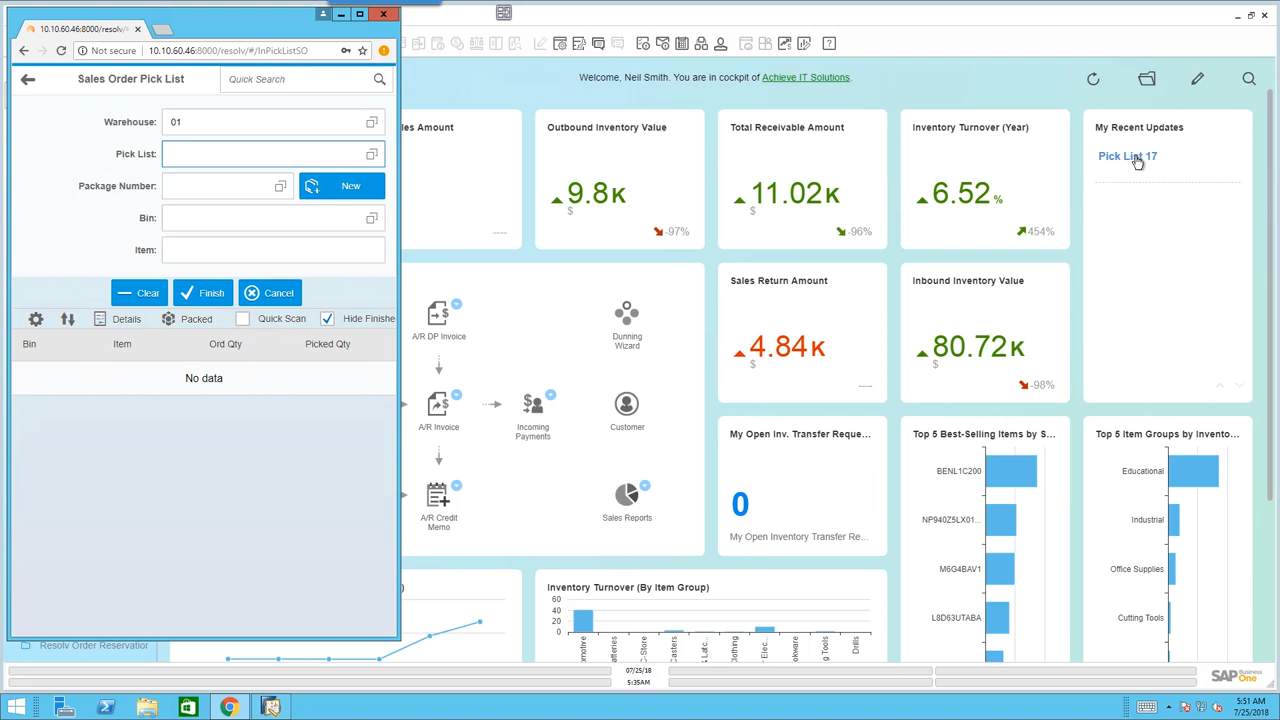 10.10.60.46:8000/resolv/
Not secure
10.10.60.46:8000/resolv/#/InPickListSO
Sales Order Pick List
Quick Search
Warehouse:
01
Pick List:
Package Number:
New
Bin:
Item:
Clear
Finish
Cancel
Details
Packed
Quick Scan
Hide Finishe
Bin
Item
Ord Qty
Picked Qty
No data
Resolv Order Reservation
Welcome, Neil Smith. You are in cockpit of Achieve IT Solutions.
les Amount
----
Outbound Inventory Value
9.8K
$
-97%
Total Receivable Amount
11.02K
$
-96%
Inventory Turnover (Year)
6.52 %
454%
My Recent Updates
Pick List 17
A/R DP Invoice
Dunning
Wizard
A/R Invoice
Incoming
Payments
Customer
A/R Credit
Memo
Sales Reports
Sales Return Amount
4.84K
$
----
Inbound Inventory Value
80.72K
$
-98%
My Open Inv. Transfer Reque...
0
My Open Inventory Transfer Re...
Top 5 Best-Selling Items by S...
BENL1C200
NP940Z5LX01...
M6G4BAV1
L8D63UTABA
Top 5 Item Groups by Invento...
Educational
Industrial
Office Supplies
Cutting Tools
)
Inventory Turnover (By Item Group)
60
40
20
0
C-Store
Casters
Drills
07/25/18
5:35AM
SAP Business
One
5:51 AM
7/25/2018